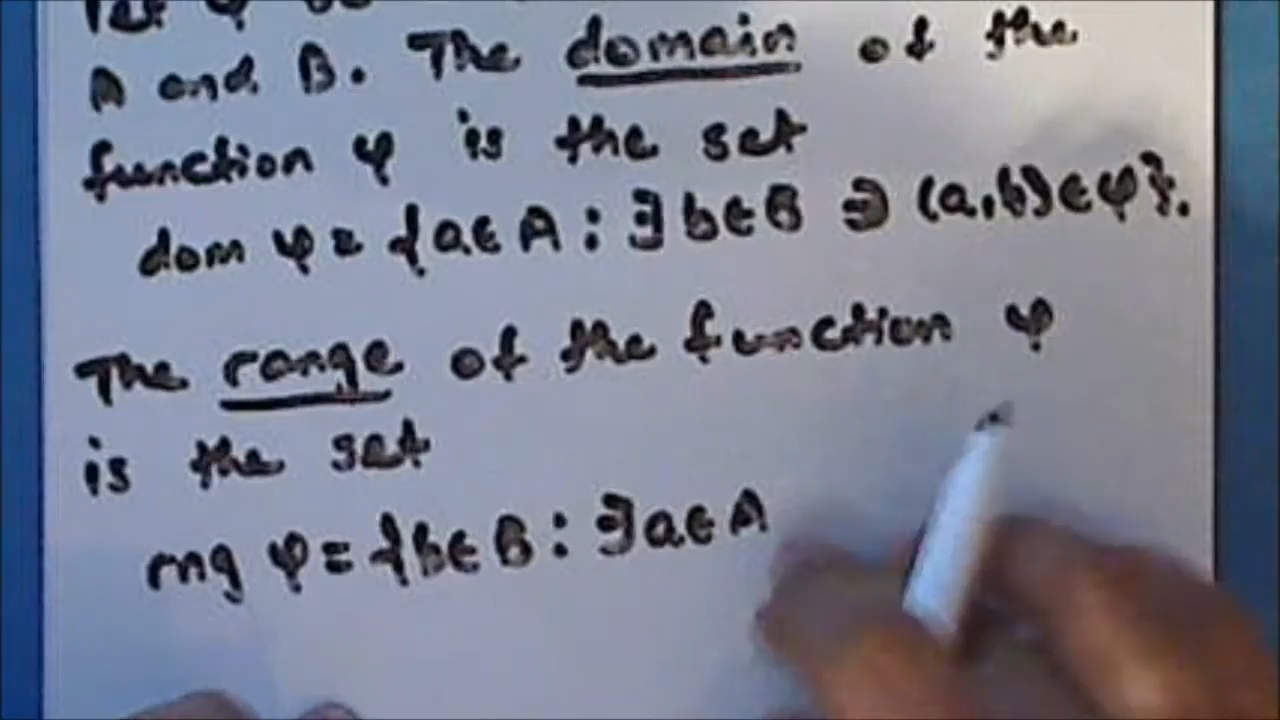 A and B. The domain of the
function φ is the set
dom φ = {a∈A : ∃ b∈B ∋ (a,b)∈φ}.
The range of the function φ
is the set
rng φ = {b∈B : ∃ a∈A